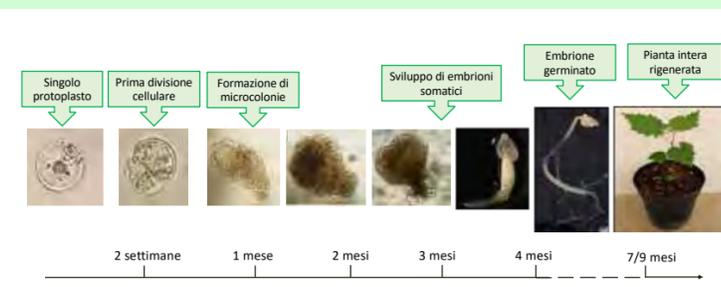 Singolo
protoplasto
Prima divisione
cellulare
Formazione di
microcolonie
Sviluppo di embrioni
somatici
Embrione
germinato
Pianta intera
rigenerata
2 settimane
1 mese
2 mesi
3 mesi
4 mesi
7/9 mesi